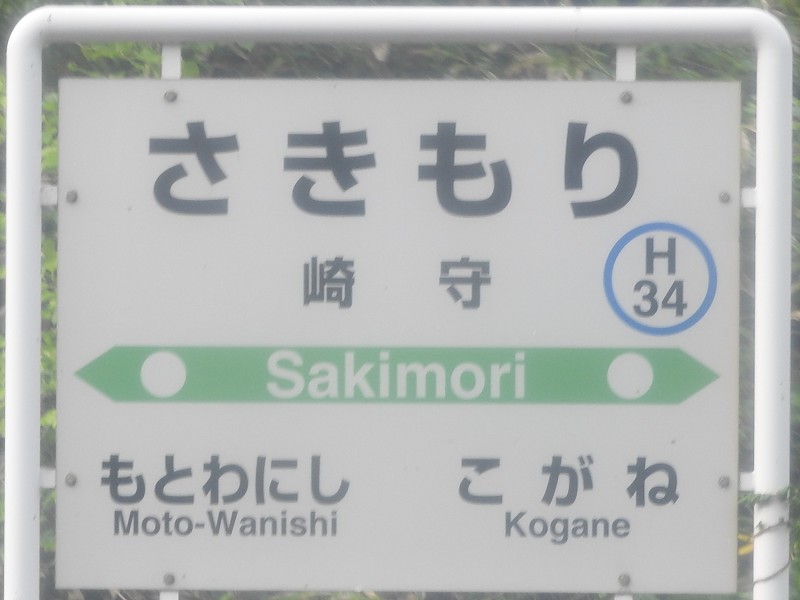 さきもり
崎守
H
34
Sakimori
もとわにし
Moto-Wanishi
こがね
Kogane